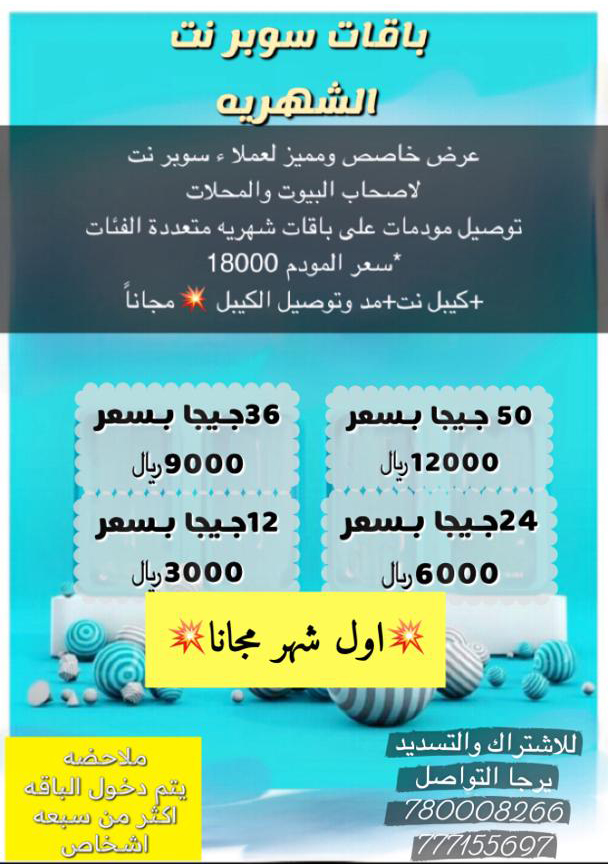 باقات سوبر نت
الشهريه
عرض خاصص ومميز لعملاء سوبر نت
لاصحاب البيوت والمحلات
توصيل مودمات على باقات شهريه متعددة الفئات
*سعر المودم 18000
+كيبل نت+مد وتوصيل الكيبل 💥 مجاناً
50 جيجا بسعر
12000ريال
36جيجا بسعر
9000ريال
24جيجا بسعر
6000ريال
12جيجا بسعر
3000ريال
💥اول شهر مجانا💥
للاشتراك والتسديد
يرجا التواصل
780008266
777155697
ملاحضه
يتم دخول الباقه
اكثر من سبعه
اشخاص